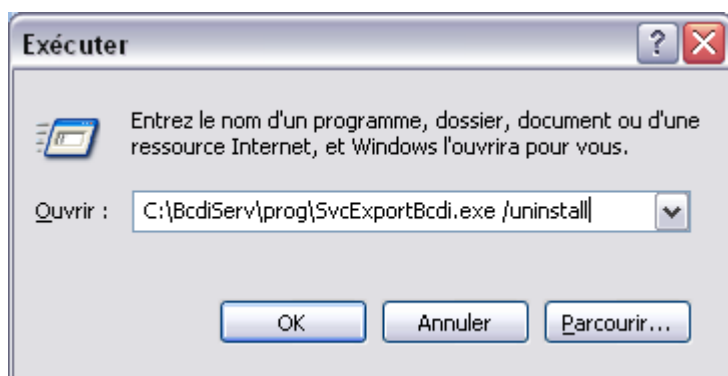 Exécuter
Entrez le nom d'un programme, dossier, document ou d'une
ressource Internet, et Windows l'ouvrira pour vous.
Ouvrir : C:\BcdiServ\prog\SvcExportBcdi.exe /uninstall
OK Annuler Parcourir...